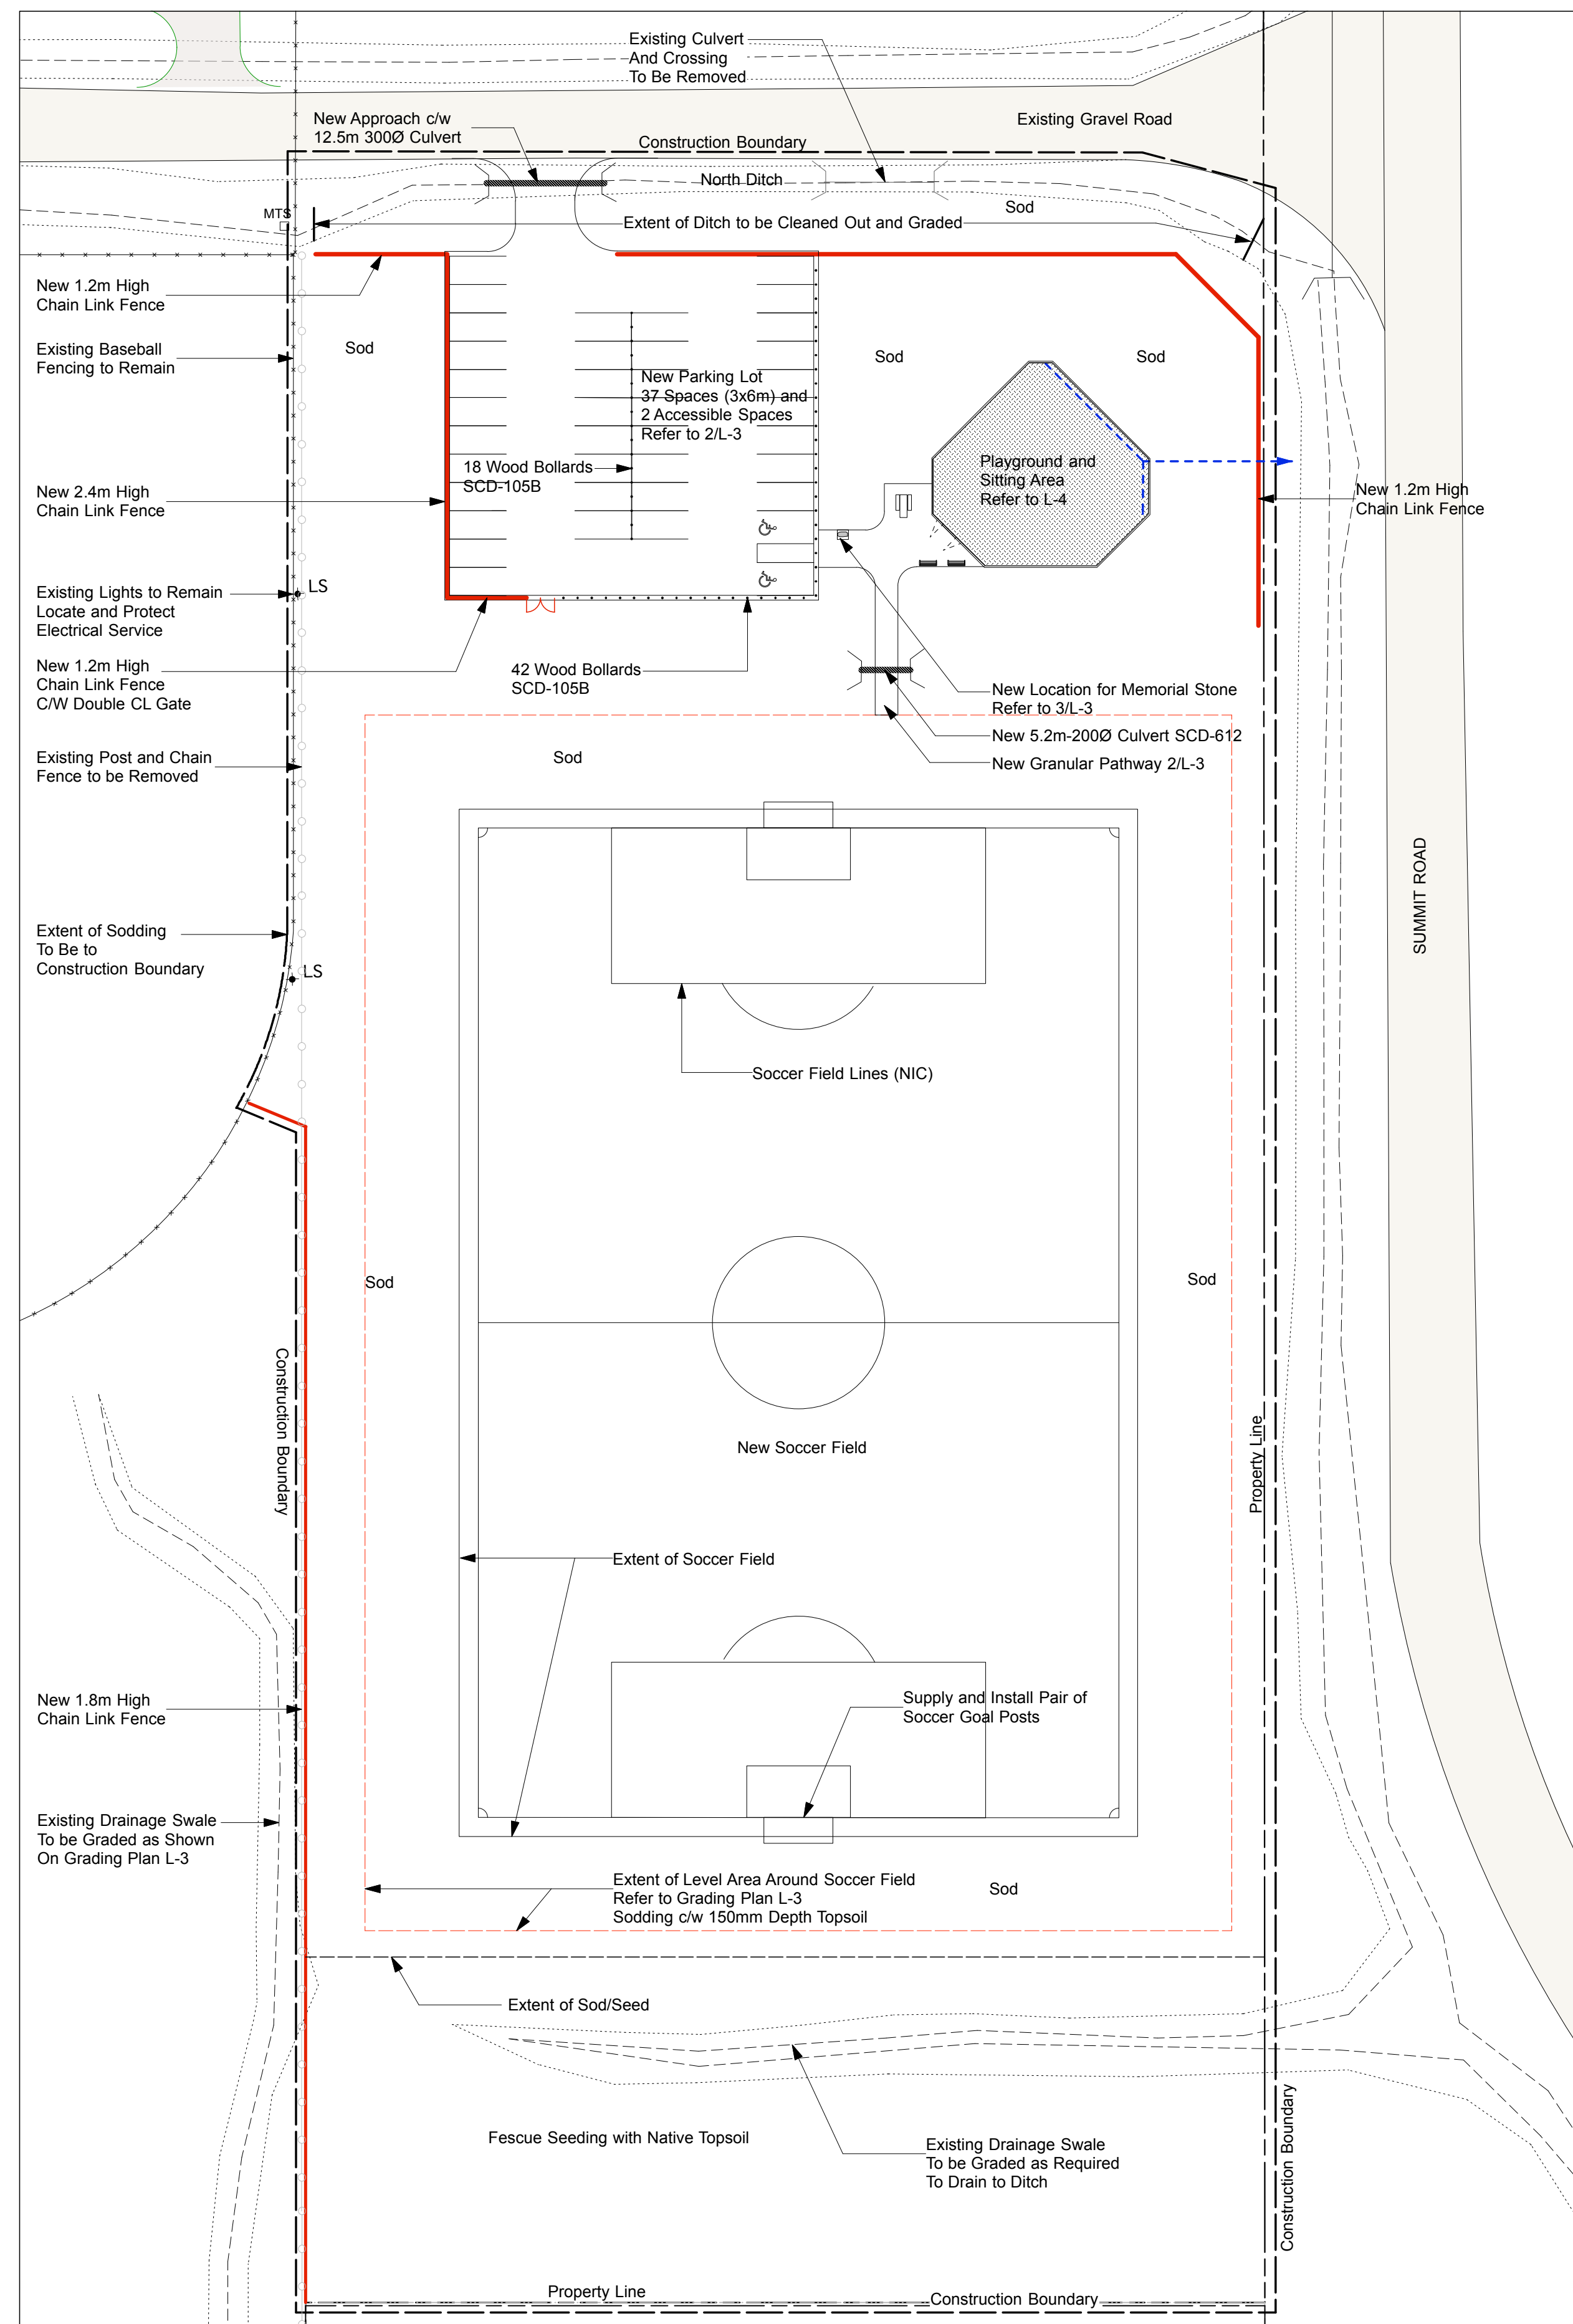 Existing Culvert
And Crossing
To Be Removed
New Approach c/w
12.5m 300Ø Culvert
Existing Gravel Road
Construction Boundary
North Ditch
MTS
Sod
Extent of Ditch to be Cleaned Out and Graded
New 1.2m High
Chain Link Fence
Existing Baseball
Fencing to Remain
Sod
Sod
Sod
New Parking Lot
37 Spaces (3x6m) and
2 Accessible Spaces
Refer to 2/L-3
18 Wood Bollards
SCD-105B
Playground and
Sitting Area
Refer to L-4
New 2.4m High
Chain Link Fence
New 1.2m High
Chain Link Fence
Existing Lights to Remain
Locate and Protect
Electrical Service
LS
New 1.2m High
Chain Link Fence
C/W Double CL Gate
42 Wood Bollards
SCD-105B
New Location for Memorial Stone
Refer to 3/L-3
New 5.2m-200Ø Culvert SCD-612
New Granular Pathway 2/L-3
Existing Post and Chain
Fence to be Removed
Sod
SUMMIT ROAD
Extent of Sodding
To Be to
Construction Boundary
LS
Soccer Field Lines (NIC)
Sod
Sod
Construction Boundary
Property Line
New Soccer Field
Extent of Soccer Field
New 1.8m High
Chain Link Fence
Supply and Install Pair of
Soccer Goal Posts
Existing Drainage Swale
To be Graded as Shown
On Grading Plan L-3
Extent of Level Area Around Soccer Field
Refer to Grading Plan L-3
Sodding c/w 150mm Depth Topsoil
Sod
Extent of Sod/Seed
Fescue Seeding with Native Topsoil
Existing Drainage Swale
To be Graded as Required
To Drain to Ditch
Construction Boundary
Property Line
Construction Boundary